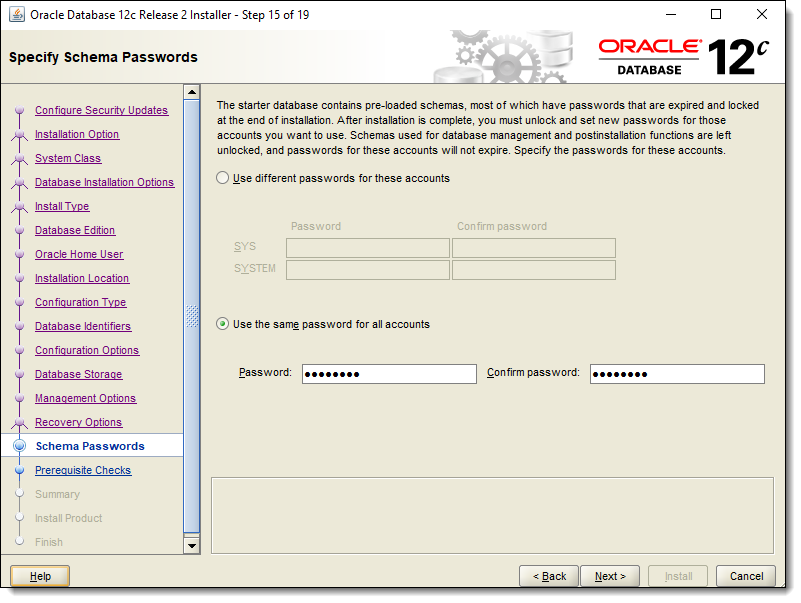 Oracle Database 12c Release 2 Installer - Step 15 of 19
Specify Schema Passwords
ORACLE®
DATABASE
12c
Configure Security Updates
Installation Option
System Class
Database Installation Options
Install Type
Database Edition
Oracle Home User
Installation Location
Configuration Type
Database Identifiers
Configuration Options
Database Storage
Management Options
Recovery Options
Schema Passwords
Prerequisite Checks
Summary
Install Product
Finish
The starter database contains pre-loaded schemas, most of which have passwords that are expired and locked
at the end of installation. After installation is complete, you must unlock and set new passwords for those
accounts you want to use. Schemas used for database management and postinstallation functions are left
unlocked, and passwords for these accounts will not expire. Specify the passwords for these accounts.
Use different passwords for these accounts
Password Confirm password
SYS
SYSTEM
Use the same password for all accounts
Password: •••••••• Confirm password: ••••••••
Help < Back Next > Install Cancel